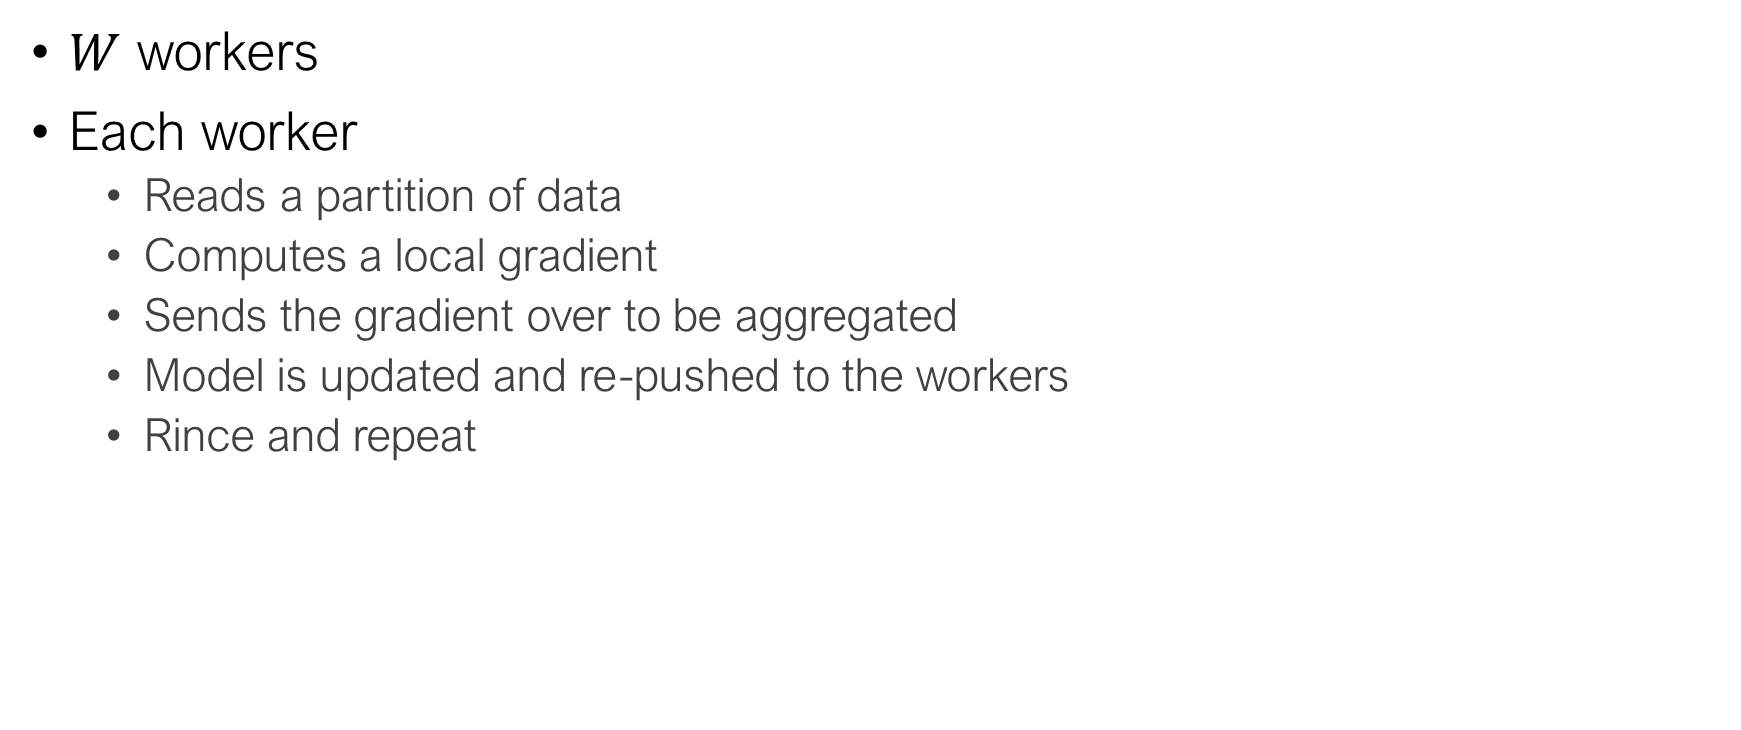 • W workers
• Each worker
• Reads a partition of data
• Computes a local gradient
• Sends the gradient over to be aggregated
• Model is updated and re-pushed to the workers
• Rince and repeat